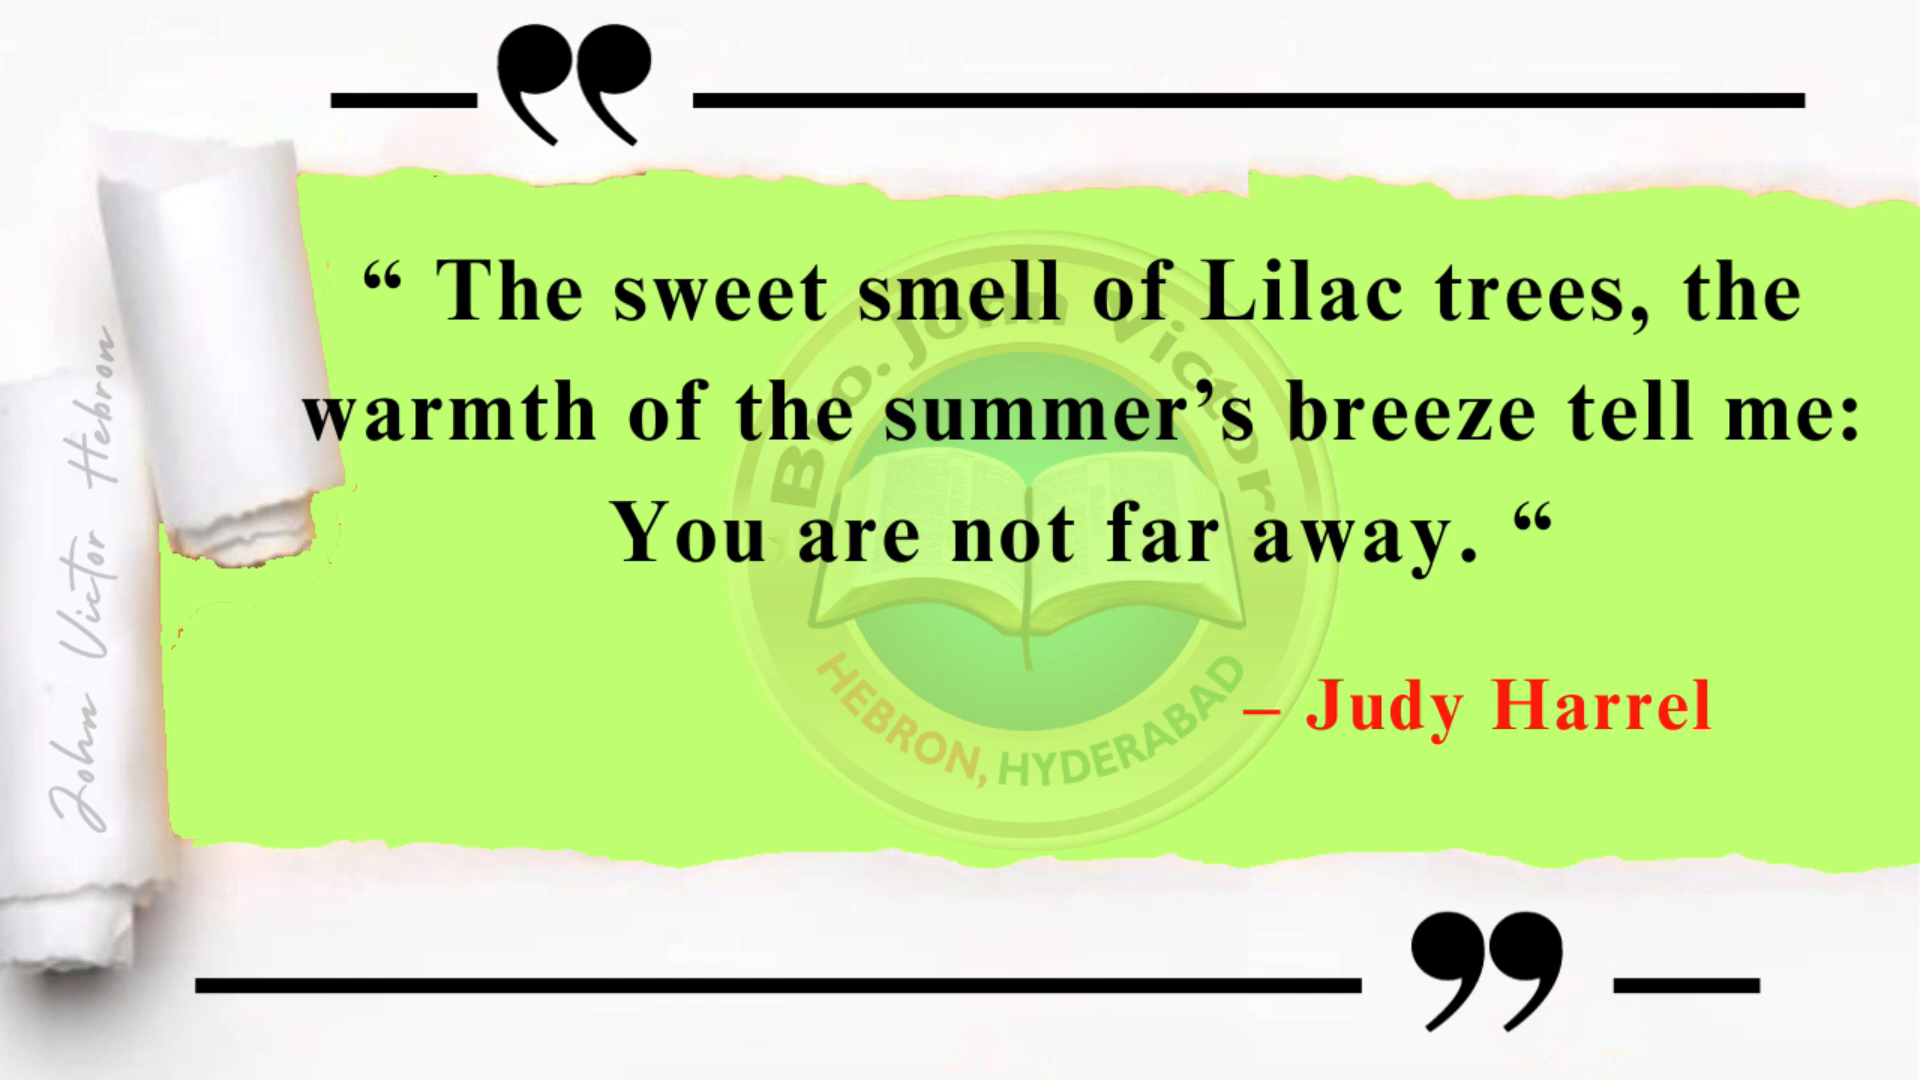 “ The sweet smell of Lilac trees, the
warmth of the summer’s breeze tell me:
You are not far away. “
– Judy Harrel
Bro. John Victor
HEBRON, HYDERABAD
John Victor Hebron